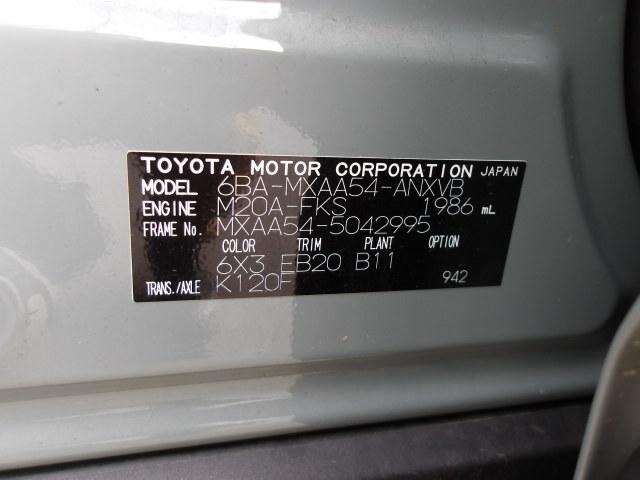 TOYOTA MOTOR CORPORATION JAPAN
MODEL 6BA-MXAA54-ANXVB
ENGINE M20A-FKS 1986 mL
FRAME No. MXAA54-5042995
COLOR TRIM PLANT OPTION
6X3 EB20 B11
TRANS./AXLE K120F 942